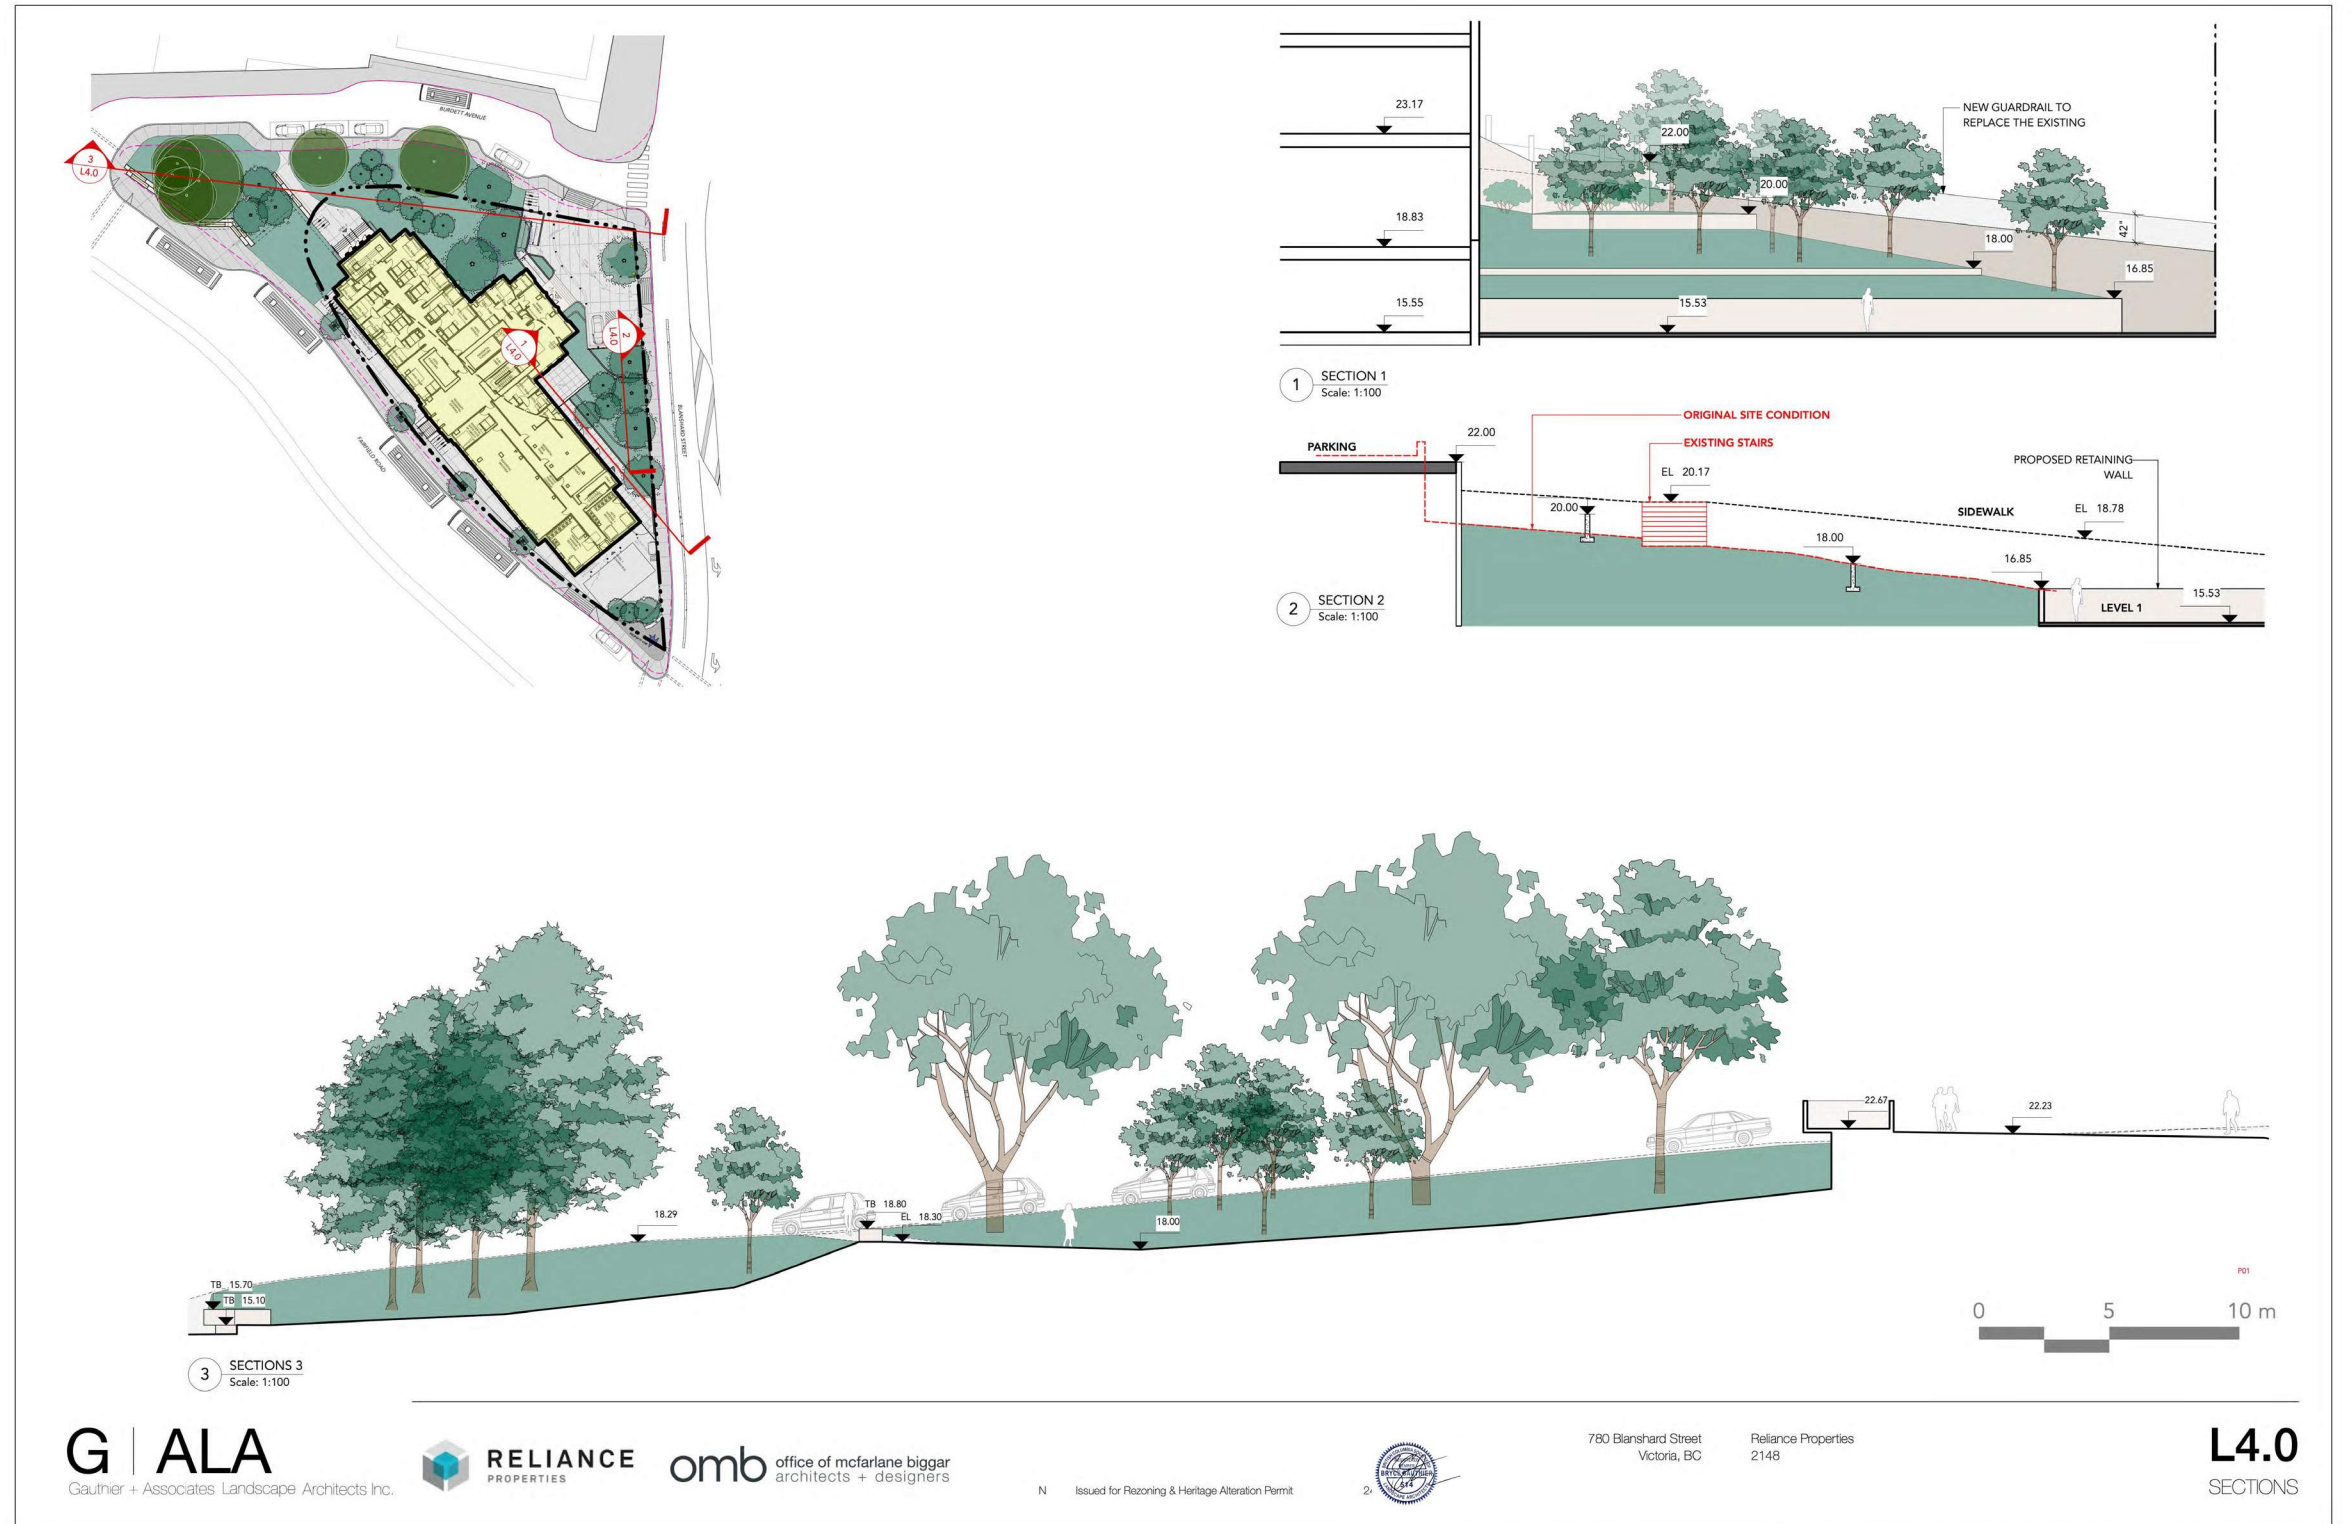 BURDETT AVENUE
3
L4.0
1
L4.0
2
L4.0
BLANSHARD STREET
FAIRFIELD ROAD
23.17
18.83
15.55
22.00
20.00
NEW GUARDRAIL TO
REPLACE THE EXISTING
42"
18.00
16.85
15.53
1
SECTION 1
Scale: 1:100
ORIGINAL SITE CONDITION
EXISTING STAIRS
PARKING
22.00
EL 20.17
PROPOSED RETAINING
WALL
20.00
SIDEWALK
EL 18.78
18.00
16.85
15.53
LEVEL 1
2
SECTION 2
Scale: 1:100
22.67
22.23
TB 18.80
EL 18.30
18.29
18.00
TB 15.70
TB 15.10
P01
0 5 10 m
3
SECTIONS 3
Scale: 1:100
G ALA
Gauthier + Associates Landscape Architects Inc.
RELIANCE
PROPERTIES
omb office of mcfarlane biggar
architects + designers
N Issued for Rezoning & Heritage Alteration Permit
BRYCE GAUTHIER
514
780 Blanshard Street
Victoria, BC
Reliance Properties
2148
L4.0
SECTIONS